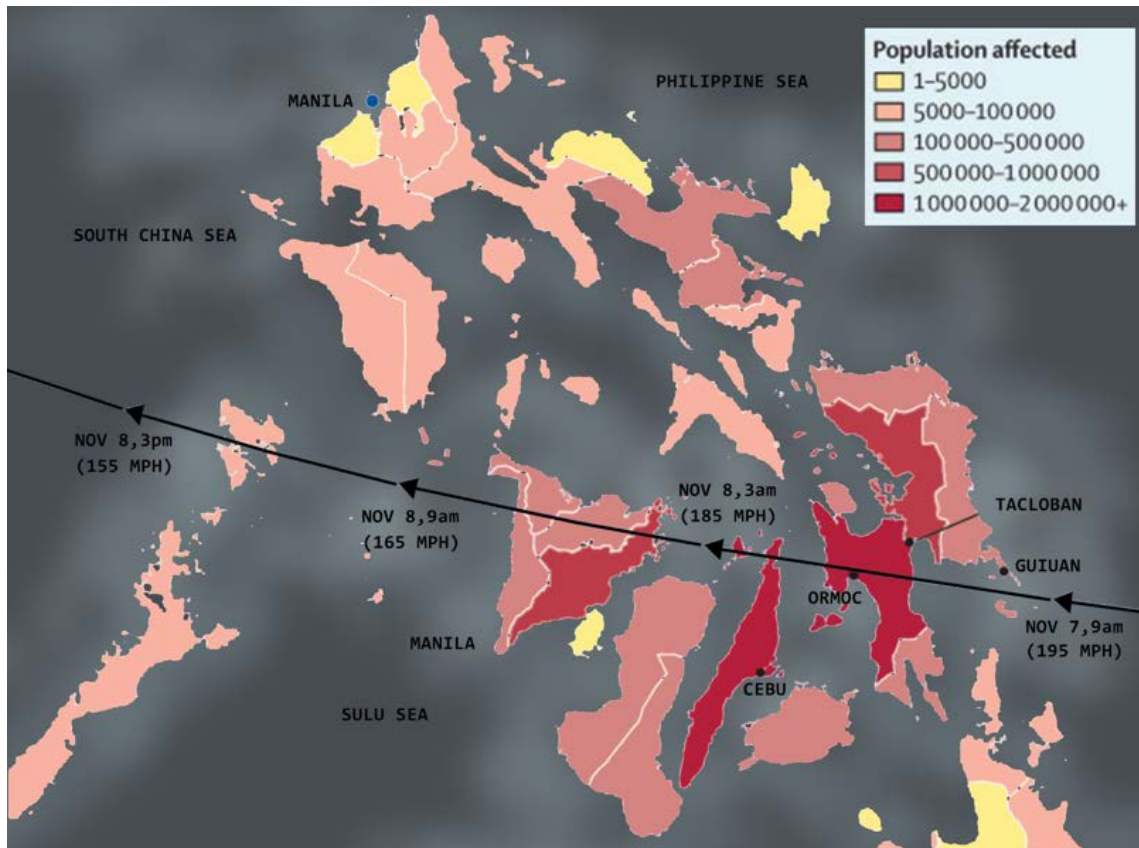 Population affected
1–5000
5000–100 000
100 000–500 000
500 000–1000 000
1 000 000–2 000 000+
PHILIPPINE SEA
MANILA
SOUTH CHINA SEA
NOV 8,3pm
(155 MPH)
NOV 8,9am
(165 MPH)
NOV 8,3am
(185 MPH)
TACLOBAN
GUIUAN
ORMOC
NOV 7,9am
(195 MPH)
MANILA
CEBU
SULU SEA